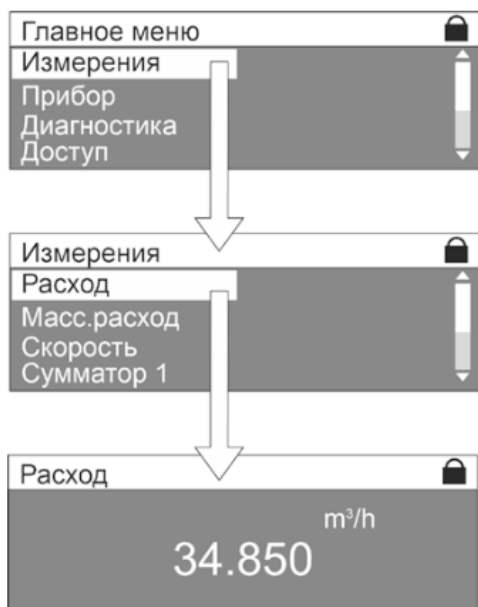 Главное меню
Измерения
Прибор
Диагностика
Доступ
Измерения
Расход
Масс.расход
Скорость
Сумматор 1
Расход
m³/h
34.850